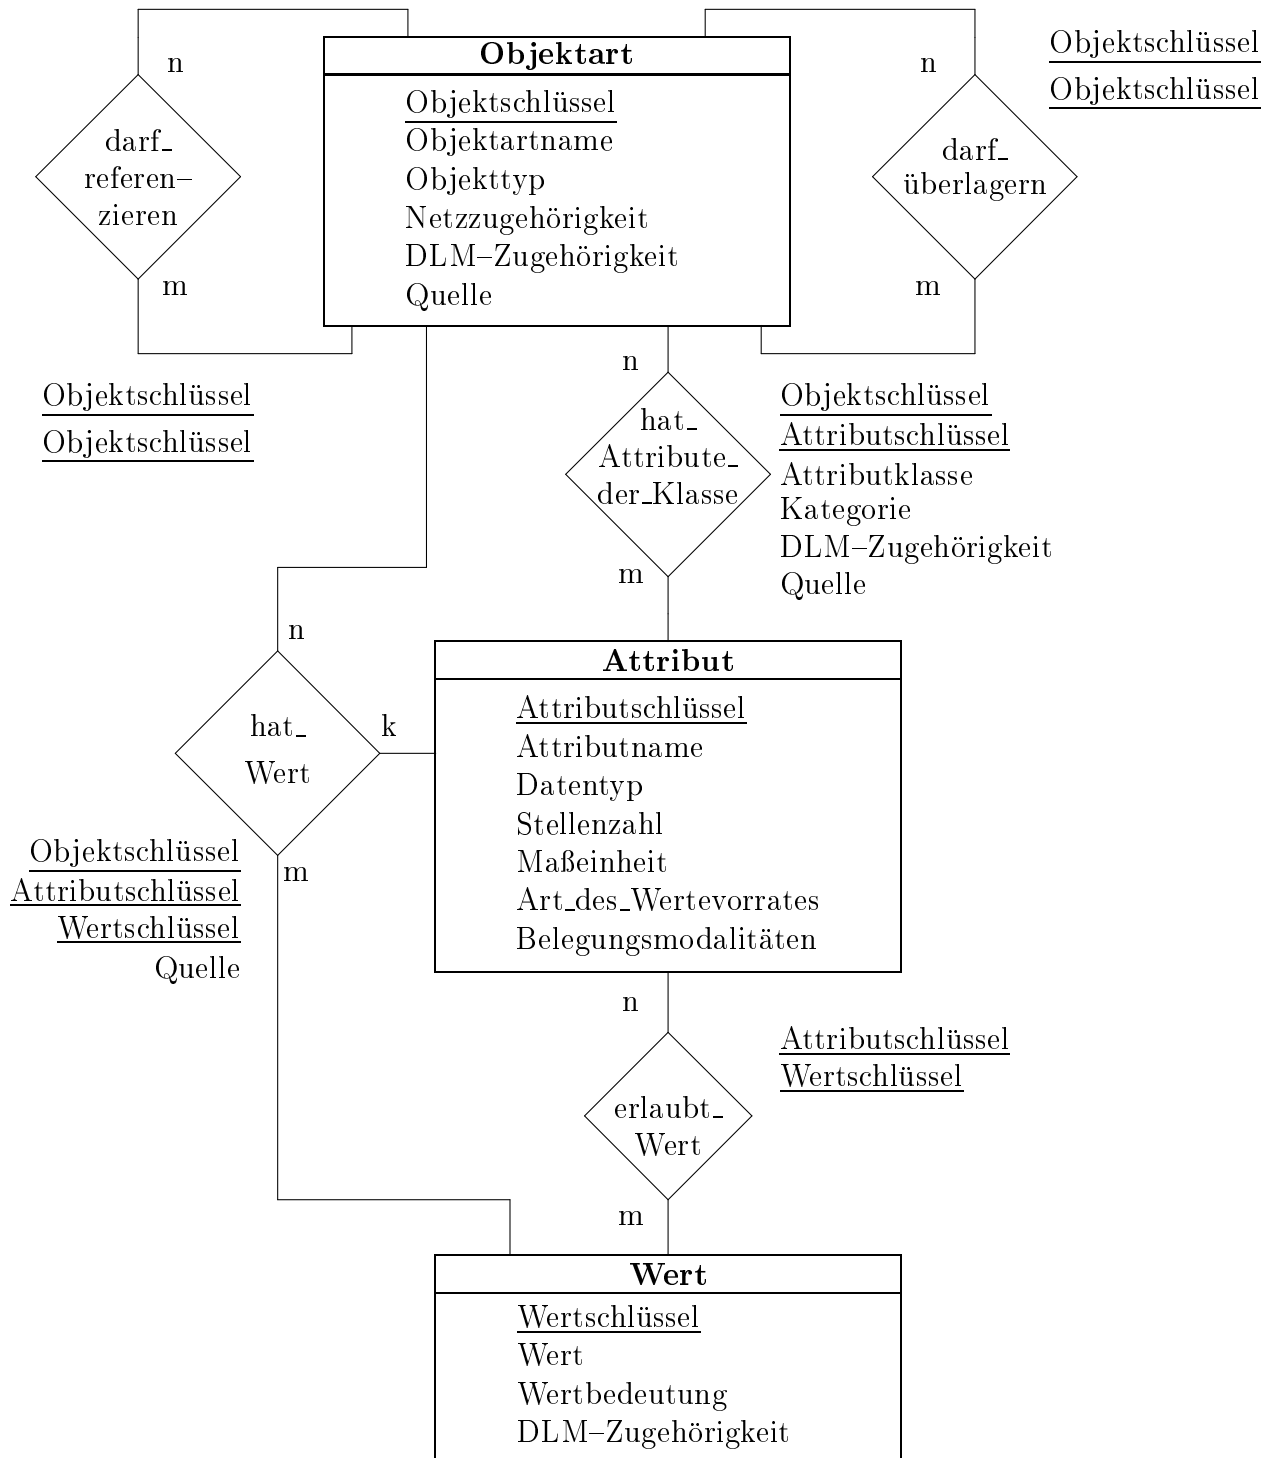 Objektart
Objektschlüssel
Objektartname
Objekttyp
Netzzugehörigkeit
DLM–Zugehörigkeit
Quelle
n
darf_
referen–
zieren
m
Objektschlüssel
Objektschlüssel
n
darf_
überlagern
m
Objektschlüssel
Objektschlüssel
n
hat_
Attribute_
der_Klasse
m
Objektschlüssel
Attributschlüssel
Attributklasse
Kategorie
DLM–Zugehörigkeit
Quelle
n
hat_
Wert
k
m
Objektschlüssel
Attributschlüssel
Wertschlüssel
Quelle
Attribut
Attributschlüssel
Attributname
Datentyp
Stellenzahl
Maßeinheit
Art_des_Wertevorrates
Belegungsmodalitäten
n
erlaubt_
Wert
m
Attributschlüssel
Wertschlüssel
Wert
Wertschlüssel
Wert
Wertbedeutung
DLM–Zugehörigkeit